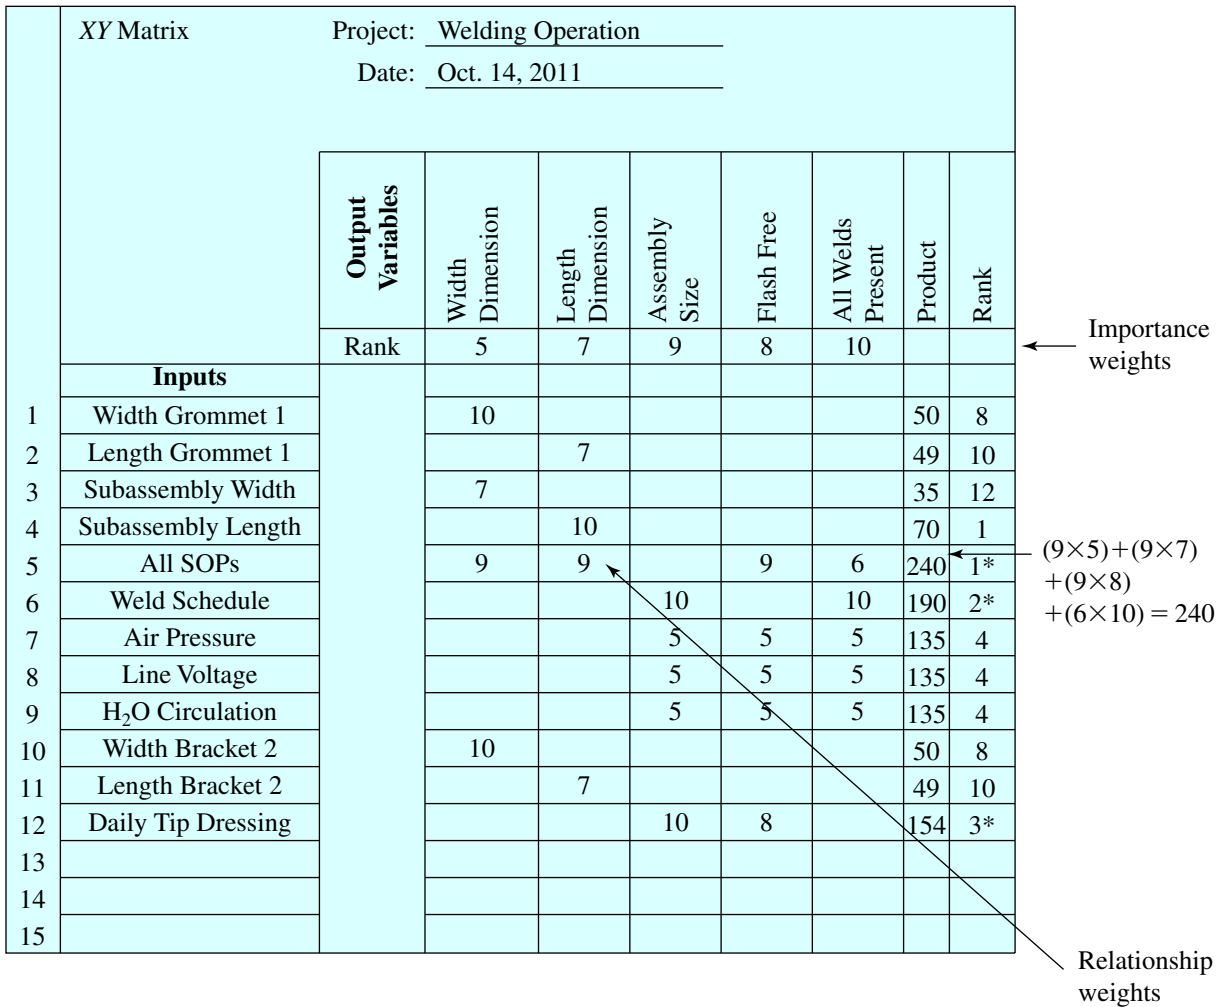 XY Matrix Project: Welding Operation
Date: Oct. 14, 2011
Output Variables
Width Dimension
Length Dimension
Assembly Size
Flash Free
All Welds Present
Product
Rank
Rank 5 7 9 8 10
Importance weights
Inputs
1 Width Grommet 1 10 50 8
2 Length Grommet 1 7 49 10
3 Subassembly Width 7 35 12
4 Subassembly Length 10 70 1
5 All SOPs 9 9 9 6 240 1*
(9×5)+(9×7)
+(9×8)
+(6×10) = 240
6 Weld Schedule 10 10 190 2*
7 Air Pressure 5 5 5 135 4
8 Line Voltage 5 5 5 135 4
9 H₂O Circulation 5 5 5 135 4
10 Width Bracket 2 10 50 8
11 Length Bracket 2 7 49 10
12 Daily Tip Dressing 10 8 154 3*
13
14
15
Relationship
weights